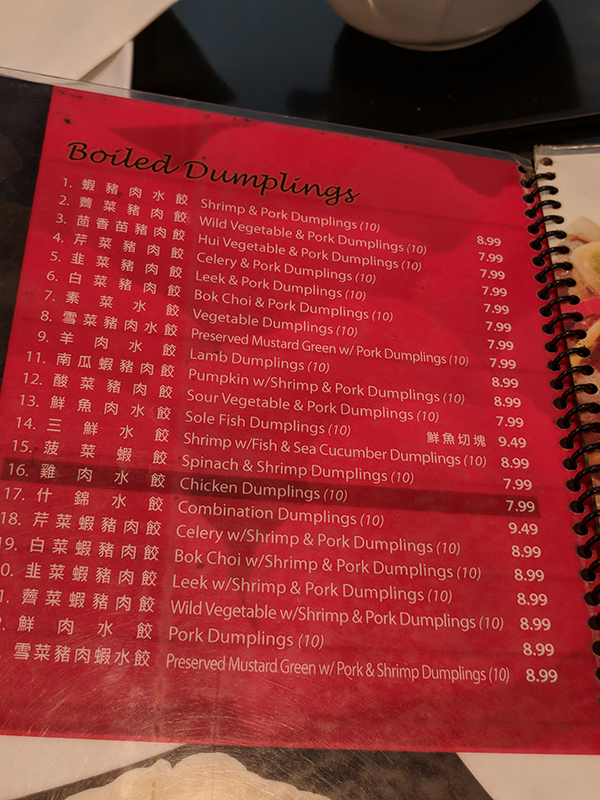 Boiled Dumplings
1. 蝦豬肉水餃 Shrimp & Pork Dumplings (10) 8.99
2. 薺菜豬肉餃 Wild Vegetable & Pork Dumplings (10) 7.99
3. 茴香苗豬肉餃 Hui Vegetable & Pork Dumplings (10) 7.99
4. 芹菜豬肉餃 Celery & Pork Dumplings (10) 7.99
5. 韭菜豬肉餃 Leek & Pork Dumplings (10) 7.99
6. 白菜豬肉餃 Bok Choi & Pork Dumplings (10) 7.99
7. 素菜水餃 Vegetable Dumplings (10) 7.99
8. 雪菜豬肉水餃 Preserved Mustard Green w/ Pork Dumplings (10) 7.99
9. 羊肉水餃 Lamb Dumplings (10) 8.99
11. 南瓜蝦豬肉餃 Pumpkin w/Shrimp & Pork Dumplings (10) 8.99
12. 酸菜豬肉餃 Sour Vegetable & Pork Dumplings (10) 7.99
13. 鮮魚肉水餃 Sole Fish Dumplings (10) 鮮魚切塊 9.49
14. 三鮮水餃 Shrimp w/Fish & Sea Cucumber Dumplings (10) 8.99
15. 菠菜蝦餃 Spinach & Shrimp Dumplings (10) 7.99
16. 雞肉水餃 Chicken Dumplings (10) 7.99
17. 什錦水餃 Combination Dumplings (10) 9.49
18. 芹菜蝦豬肉餃 Celery w/Shrimp & Pork Dumplings (10) 8.99
19. 白菜蝦豬肉餃 Bok Choi w/Shrimp & Pork Dumplings (10) 8.99
0. 韭菜蝦豬肉餃 Leek w/Shrimp & Pork Dumplings (10) 8.99
1. 薺菜蝦豬肉餃 Wild Vegetable w/Shrimp & Pork Dumplings (10) 8.99
鮮肉水餃 Pork Dumplings (10) 8.99
雪菜豬肉蝦水餃 Preserved Mustard Green w/ Pork & Shrimp Dumplings (10) 8.99